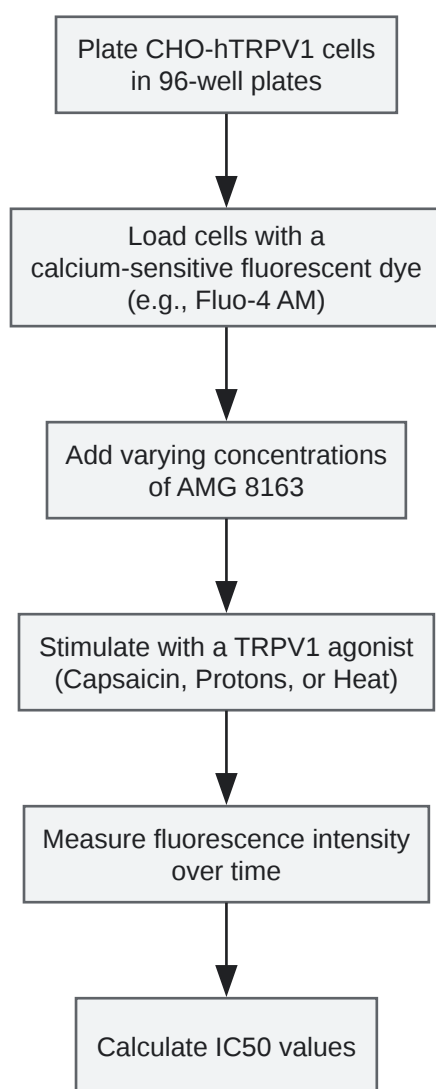 Plate CHO-hTRPV1 cells
in 96-well plates
Load cells with a
calcium-sensitive fluorescent dye
(e.g., Fluo-4 AM)
Add varying concentrations
of AMG 8163
Stimulate with a TRPV1 agonist
(Capsaicin, Protons, or Heat)
Measure fluorescence intensity
over time
Calculate IC50 values